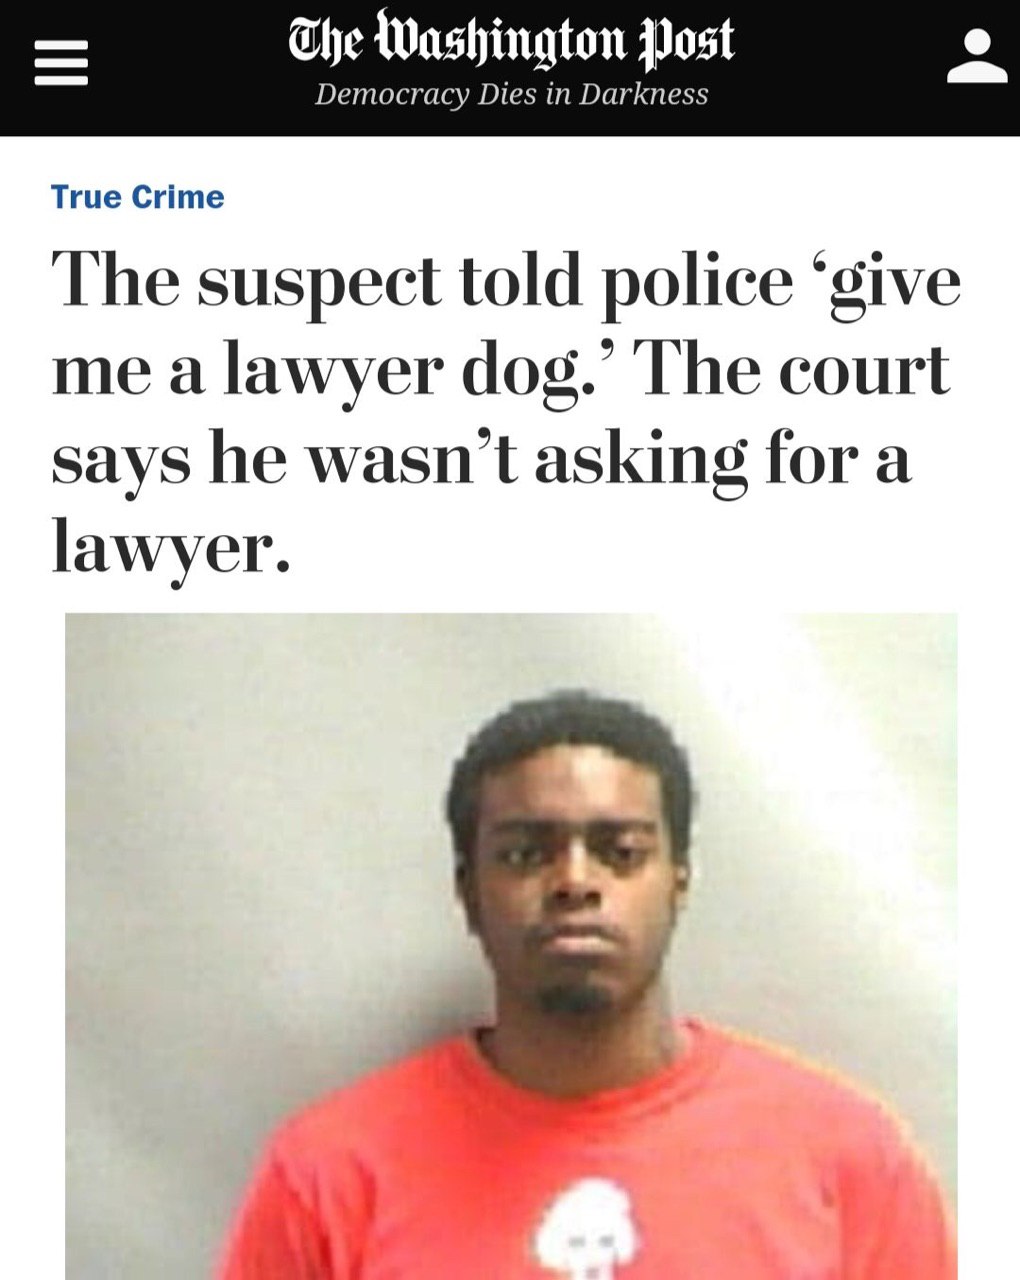 The Washington Post
Democracy Dies in Darkness
True Crime
The suspect told police ‘give
me a lawyer dog.’ The court
says he wasn’t asking for a
lawyer.